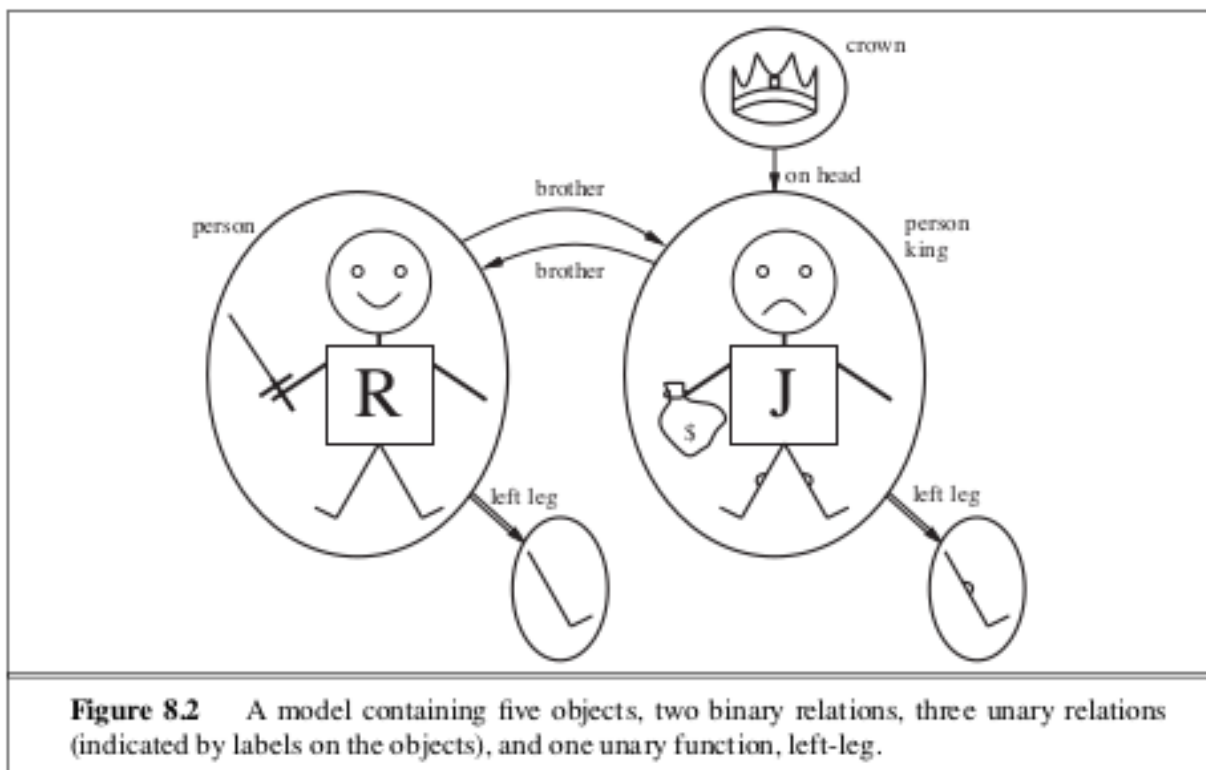 crown
on head
brother
person
person
king
brother
R
J
$
left leg
left leg
Figure 8.2 A model containing five objects, two binary relations, three unary relations
(indicated by labels on the objects), and one unary function, left-leg.